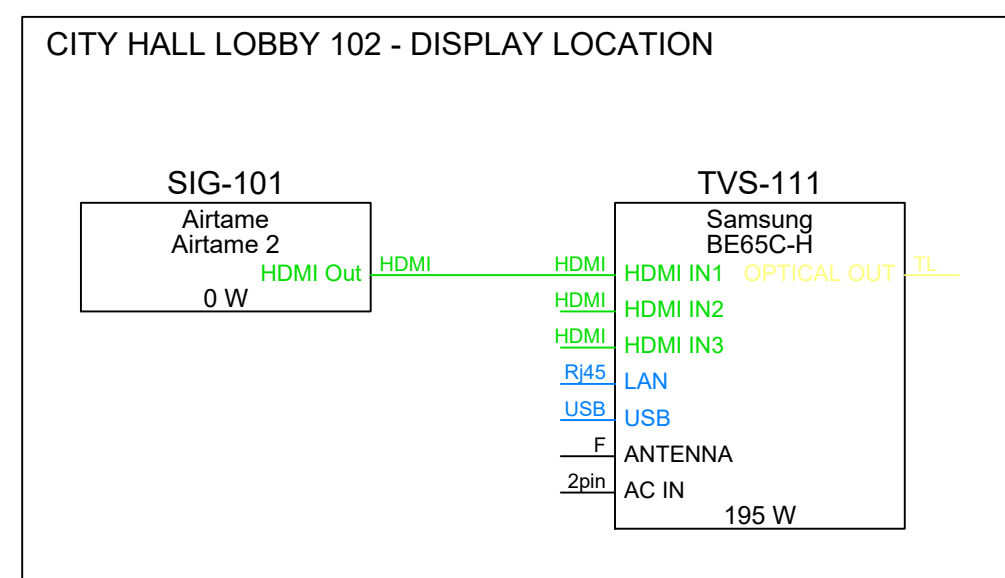 CITY HALL LOBBY 102 - DISPLAY LOCATION
SIG-101
Airtame
Airtame 2
HDMI Out
HDMI
0 W
TVS-111
Samsung
BE65C-H
HDMI
HDMI IN1
OPTICAL OUT
TL
HDMI
HDMI IN2
HDMI
HDMI IN3
Rj45
LAN
USB
USB
F
ANTENNA
2pin
AC IN
195 W